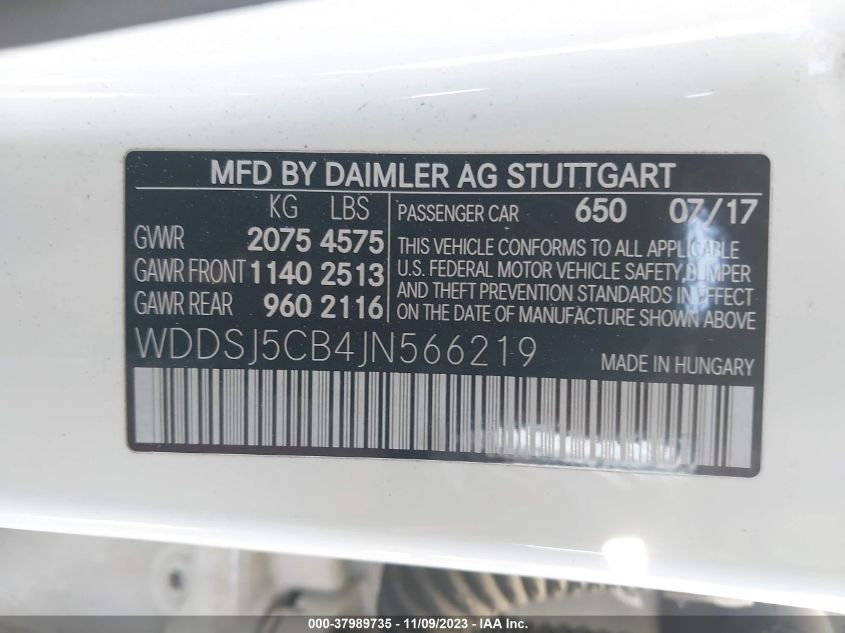 MFD BY DAIMLER AG STUTTGART
KG LBS
GVWR 2075 4575
GAWR FRONT 1140 2513
GAWR REAR 960 2116
PASSENGER CAR 650 07/17
THIS VEHICLE CONFORMS TO ALL APPLICABLE
U.S. FEDERAL MOTOR VEHICLE SAFETY,BUMPER
AND THEFT PREVENTION STANDARDS IN EFFECT
ON THE DATE OF MANUFACTURE SHOWN ABOVE
WDDSJ5CB4JN566219
MADE IN HUNGARY
000-37989735 - 11/09/2023 - IAA Inc.